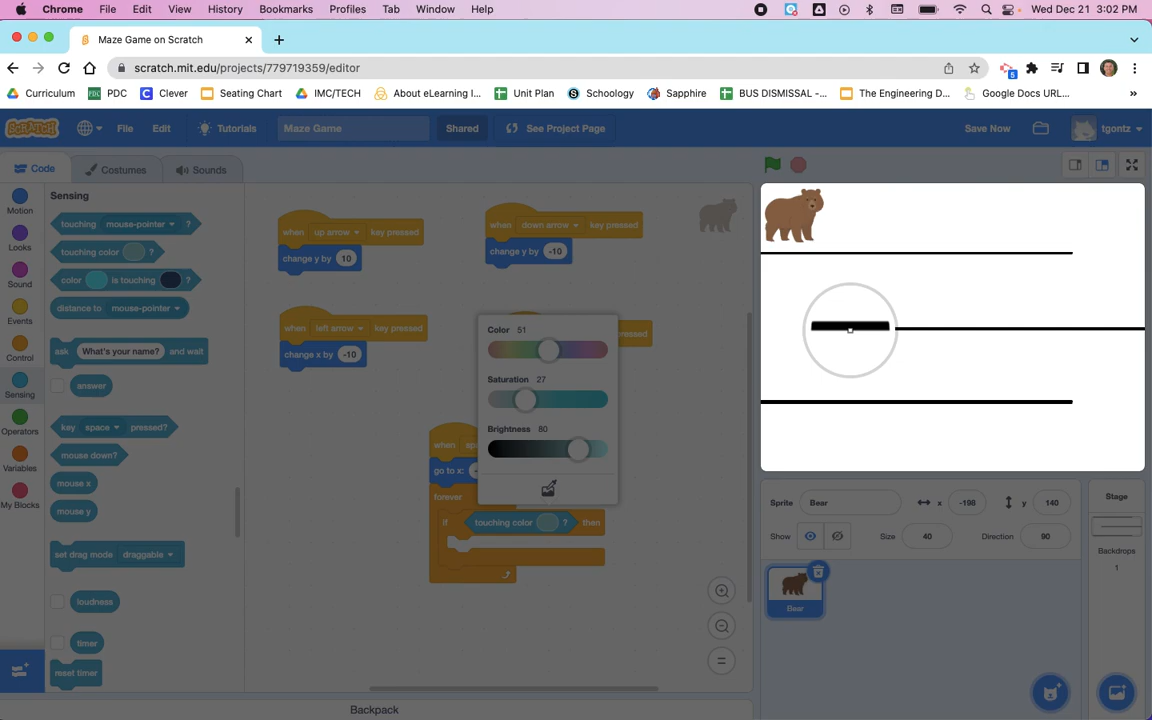 Chrome File Edit View History Bookmarks Profiles Tab Window Help Wed Dec 21 3:02 PM
Maze Game on Scratch
scratch.mit.edu/projects/779719359/editor
5
Curriculum PDC Clever Seating Chart IMC/TECH About eLearning I... Unit Plan Schoology Sapphire BUS DISMISSAL -... The Engineering D... Google Docs URL... »
SCRATCH File Edit Tutorials Maze Game Shared See Project Page Save Now tgontz
Code Costumes Sounds
Motion
Looks
Sound
Events
Control
Sensing
Operators
Variables
My Blocks
Sensing
touching mouse-pointer ?
touching color ?
color is touching ?
distance to mouse-pointer
ask What's your name? and wait
answer
key space pressed?
mouse down?
mouse x
mouse y
set drag mode draggable
loudness
timer
reset timer
when up arrow key pressed
change y by 10
when down arrow key pressed
change y by -10
when left arrow key pressed
change x by -10
Color 51
Saturation 27
Brightness 80
when
go to x:
forever
if touching color ? then
Sprite Bear x -198 y 140
Show Size 40 Direction 90
Bear
Stage
Backdrops
1
Backpack